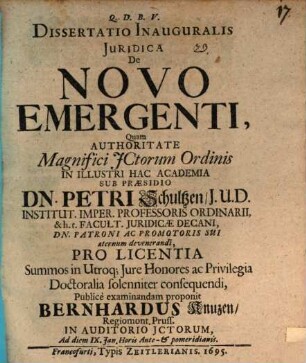 17
Q. D. B. V.
DISSERTATIO INAUGURALIS
JURIDICA 29.
De
NOVO
EMERGENTI,
Quam
AUTHORITATE
Magnifici JCtorum Ordinis
IN ILLUSTRI HAC ACADEMIA
SUB PRÆSIDIO
DN. PETRI Schultzen / J.U.D.
INSTITUT. IMPER. PROFESSORIS ORDINARII,
& h.t. FACULT. JURIDICÆ DECANI,
DN. PATRONI AC PROMOTORIS SUI
æternum devenerandi,
PRO LICENTIA
Summos in Utroq; Jure Honores ac Privilegia
Doctoralia solenniter consequendi,
Publicè examinandam proponit
BERNHARDUS Knuzen /
Regiomont. Pruss.
IN AUDITORIO JCTORUM,
Ad diem IX. Jan. Horis Ante- & pomeridianis.
Francofurti, Typis ZEITLERIANIS. 1695.